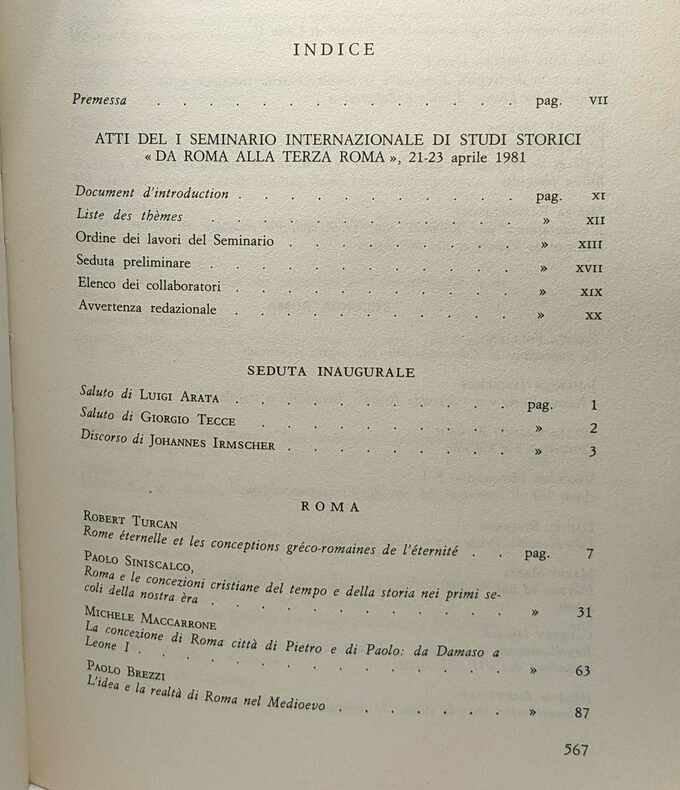 INDICE
Premessa . . . . . . . . . . . . . . pag. VII
ATTI DEL I SEMINARIO INTERNAZIONALE DI STUDI STORICI
« DA ROMA ALLA TERZA ROMA », 21-23 aprile 1981
Document d'introduction . . . . . . . . . . . pag. XI
Liste des thèmes . . . . . . . . . . . . » XII
Ordine dei lavori del Seminario . . . . . . . . . » XIII
Seduta preliminare . . . . . . . . . . . . » XVII
Elenco dei collaboratori . . . . . . . . . . . » XIX
Avvertenza redazionale . . . . . . . . . . . » XX
SEDUTA INAUGURALE
Saluto di LUIGI ARATA . . . . . . . . . . . pag. 1
Saluto di GIORGIO TECCE . . . . . . . . . . » 2
Discorso di JOHANNES IRMSCHER . . . . . . . . . » 3
ROMA
ROBERT TURCAN
Rome éternelle et les conceptions gréco-romaines de l'éternité . . pag. 7
PAOLO SINISCALCO,
Roma e le concezioni cristiane del tempo e della storia nei primi se-
coli della nostra èra . . . . . . . . . . . . » 31
MICHELE MACCARRONE
La concezione di Roma città di Pietro e di Paolo: da Damaso a
Leone I . . . . . . . . . . . . . . » 63
PAOLO BREZZI
L'idea e la realtà di Roma nel Medioevo . . . . . . . » 87
567